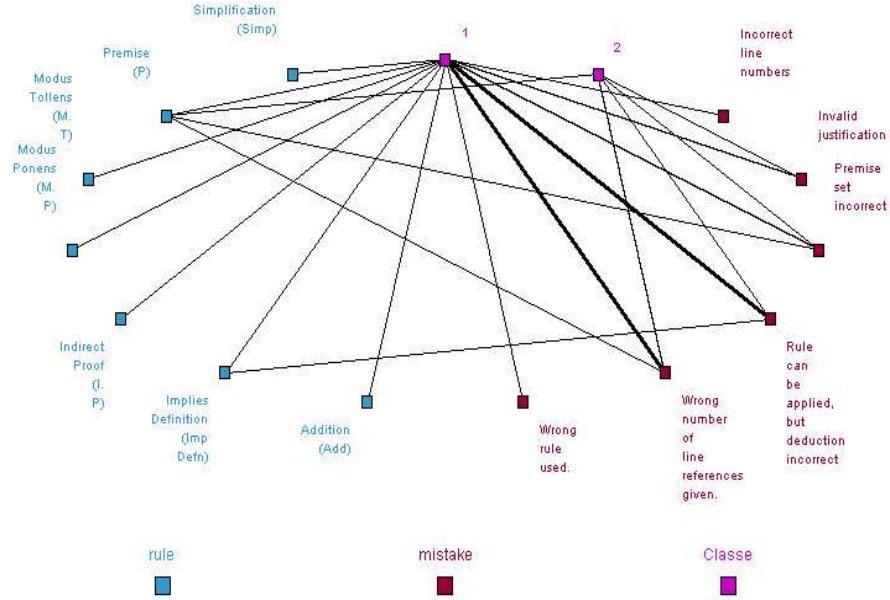 Simplification
(Simp)
1
2
Incorrect
line
numbers
Premise
(P)
Modus
Tollens
(M.
T)
Invalid
justification
Modus
Ponens
(M.
P)
Premise
set
incorrect
Indirect
Proof
(I.
P)
Rule
can
be
applied,
but
deduction
incorrect
Implies
Definition
(Imp
Defn)
Addition
(Add)
Wrong
rule
used.
Wrong
number
of
line
references
given.
rule
mistake
Classe